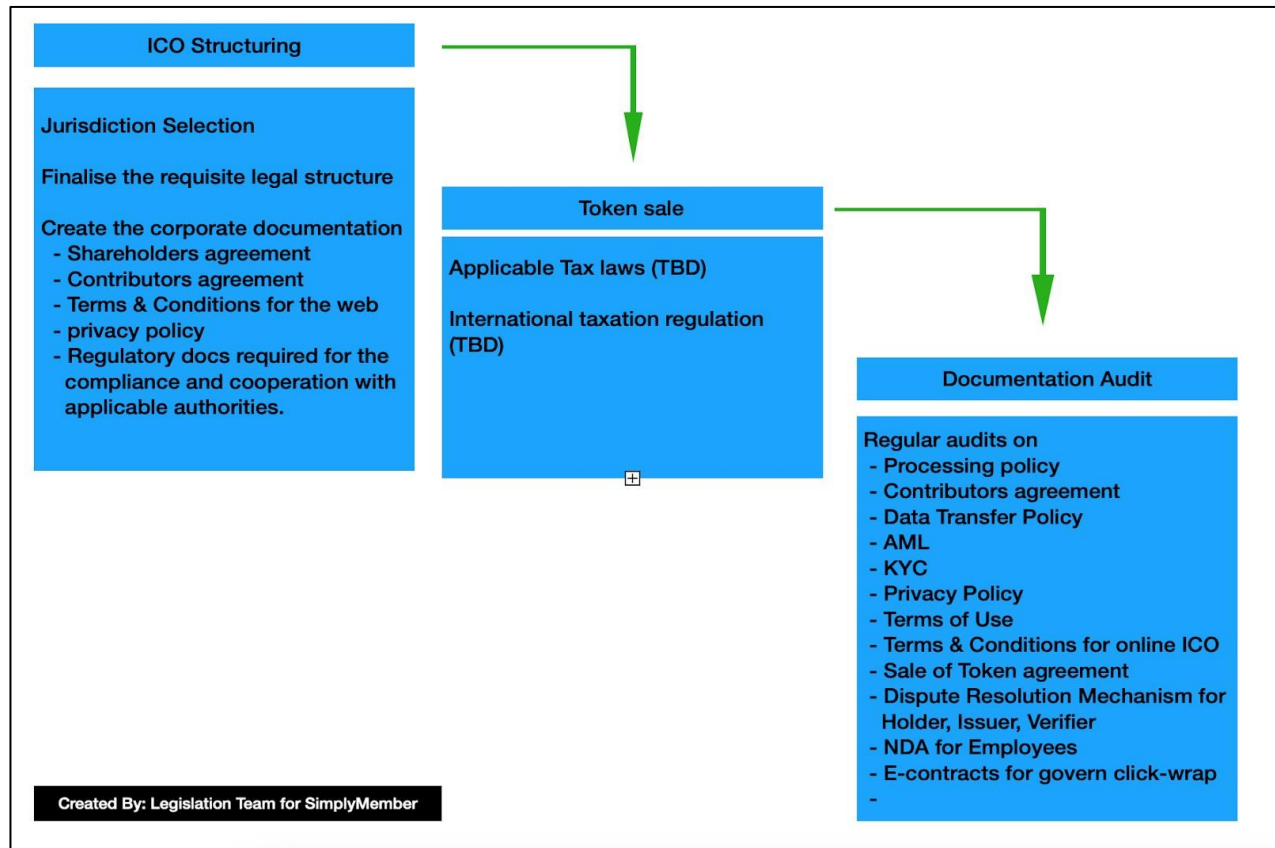 ICO Structuring
Jurisdiction Selection
Finalise the requisite legal structure
Create the corporate documentation
- Shareholders agreement
- Contributors agreement
- Terms & Conditions for the web
- privacy policy
- Regulatory docs required for the
compliance and cooperation with
applicable authorities.
Token sale
Applicable Tax laws (TBD)
International taxation regulation
(TBD)
Documentation Audit
Regular audits on
- Processing policy
- Contributors agreement
- Data Transfer Policy
- AML
- KYC
- Privacy Policy
- Terms of Use
- Terms & Conditions for online ICO
- Sale of Token agreement
- Dispute Resolution Mechanism for
Holder, Issuer, Verifier
- NDA for Employees
- E-contracts for govern click-wrap
-
Created By: Legislation Team for SimplyMember